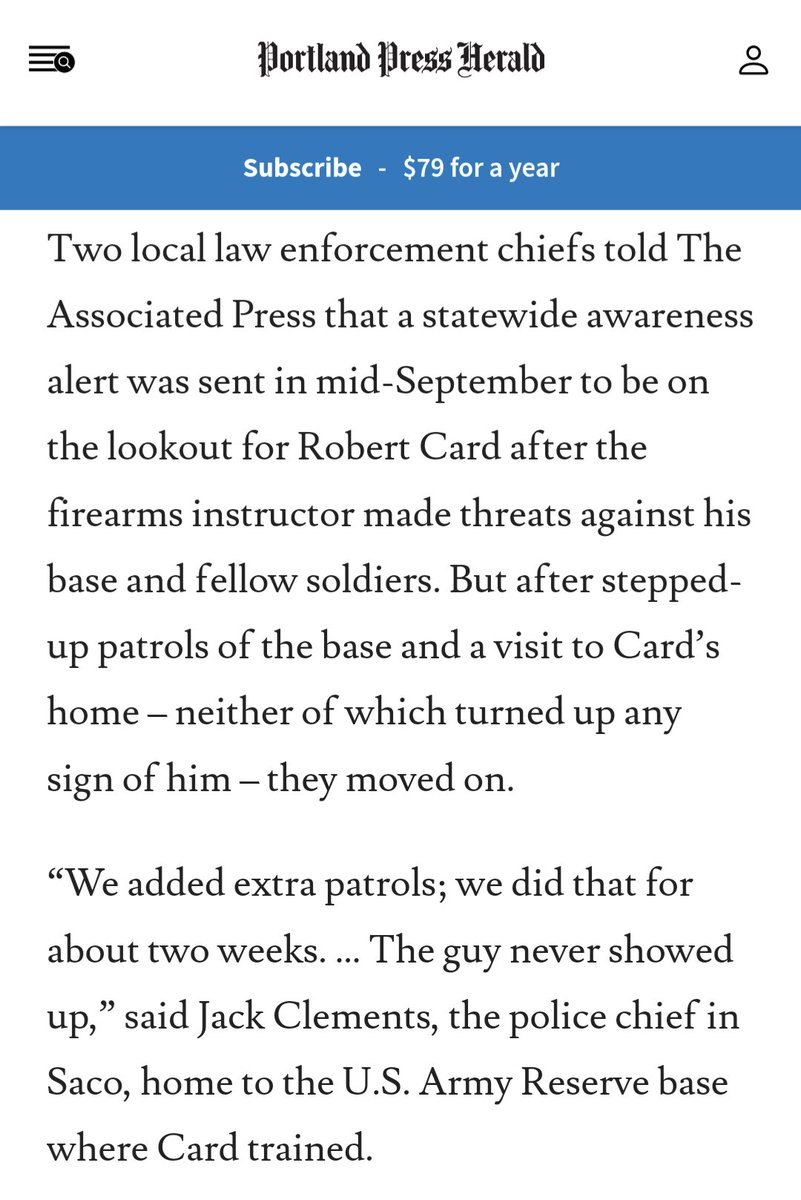 Portland Press Herald
Subscribe - $79 for a year
Two local law enforcement chiefs told The
Associated Press that a statewide awareness
alert was sent in mid-September to be on
the lookout for Robert Card after the
firearms instructor made threats against his
base and fellow soldiers. But after stepped-
up patrols of the base and a visit to Card’s
home – neither of which turned up any
sign of him – they moved on.
“We added extra patrols; we did that for
about two weeks. ... The guy never showed
up,” said Jack Clements, the police chief in
Saco, home to the U.S. Army Reserve base
where Card trained.